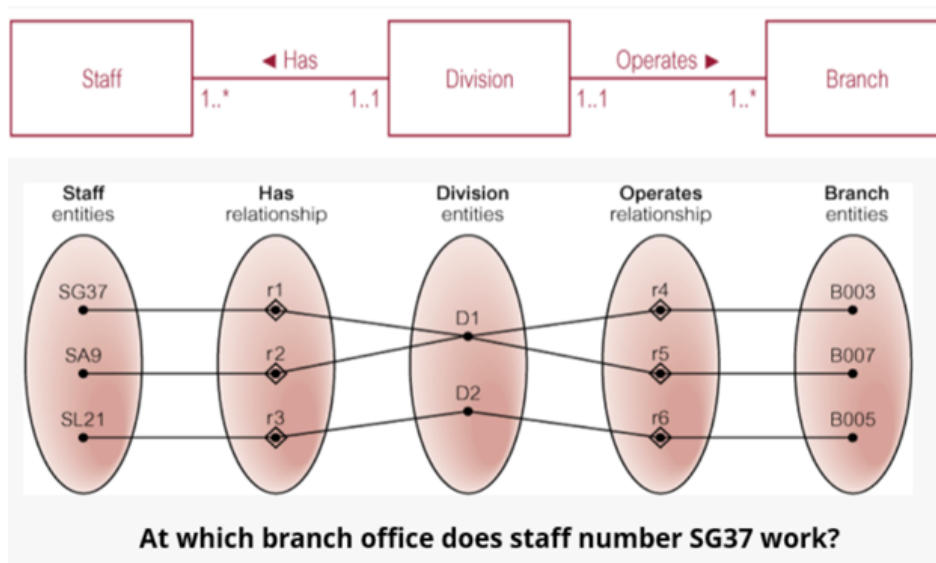 ◄ Has
Operates ►
Staff
Division
Branch
1..*
1..1
1..1
1..*
Staff
entities
Has
relationship
Division
entities
Operates
relationship
Branch
entities
SG37
r1
r4
B003
D1
SA9
r2
r5
B007
D2
SL21
r3
r6
B005
At which branch office does staff number SG37 work?